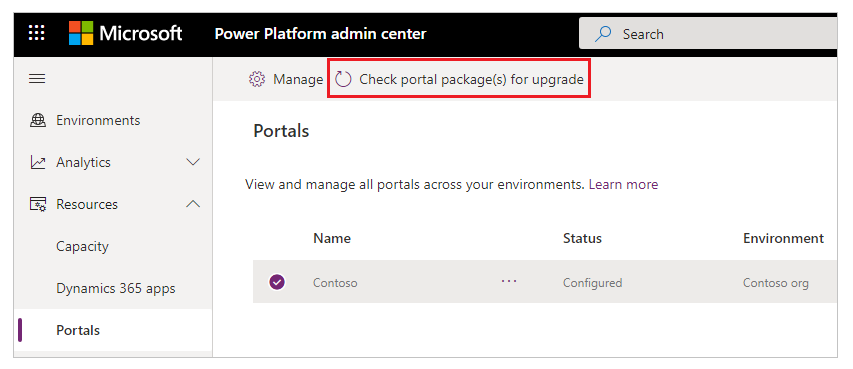 Microsoft Power Platform admin center Search
Manage Check portal package(s) for upgrade
Environments
Analytics
Resources
Capacity
Dynamics 365 apps
Portals
Portals
View and manage all portals across your environments. Learn more
Name Status Environment
Contoso ... Configured Contoso org